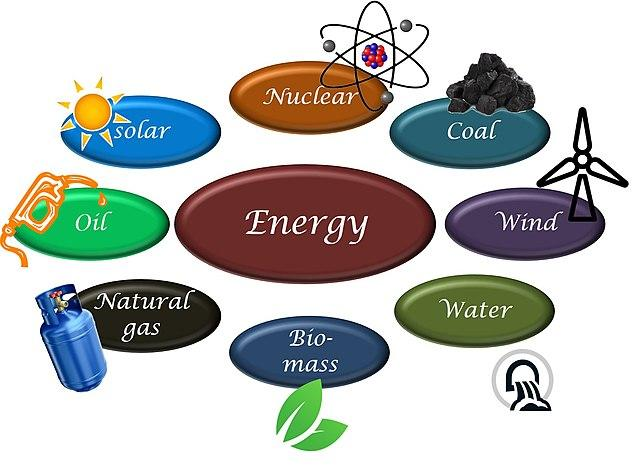 Nuclear
solar
Coal
Oil
Energy
Wind
Natural
gas
Water
Bio-
mass